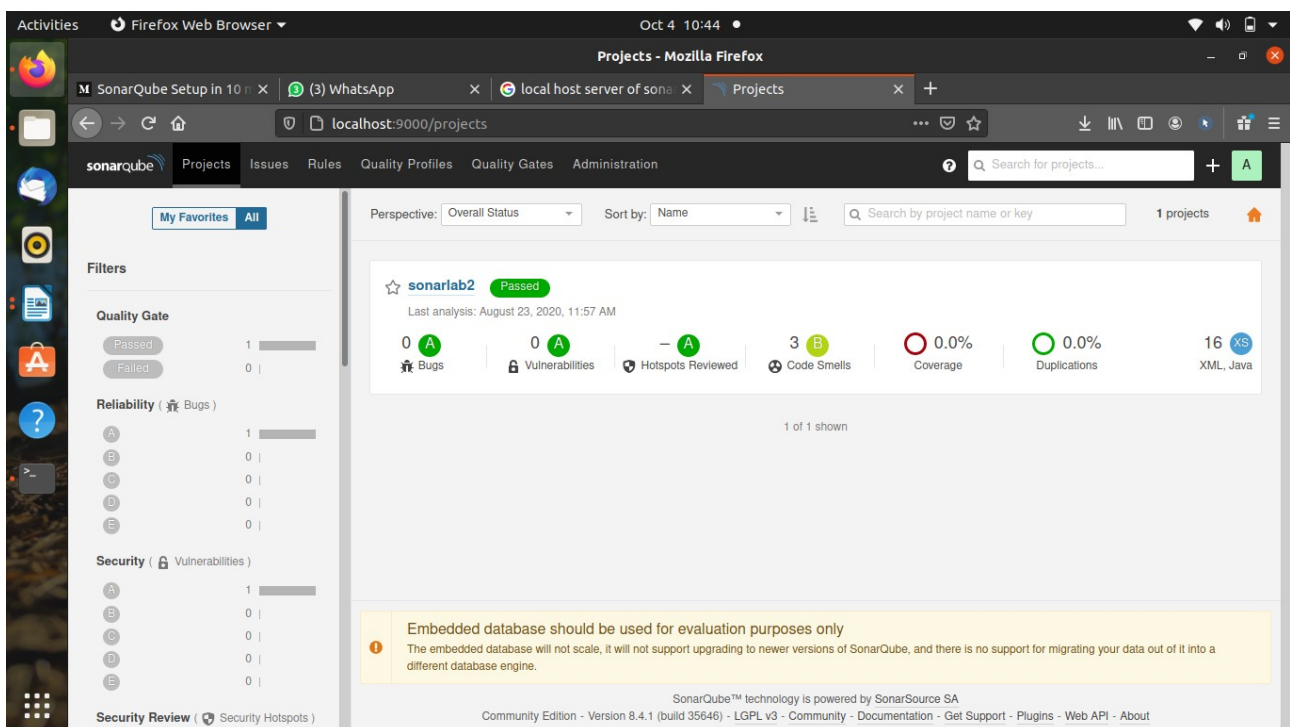 Activities Firefox Web Browser Oct 4 10:44
Projects - Mozilla Firefox
M SonarQube Setup in 10 m (3) WhatsApp local host server of sona Projects
localhost:9000/projects
sonarqube Projects Issues Rules Quality Profiles Quality Gates Administration Search for projects... A
My Favorites All
Perspective: Overall Status Sort by: Name Search by project name or key 1 projects
Filters
sonarlab2 Passed
Last analysis: August 23, 2020, 11:57 AM
0 A 0 A – A 3 B 0.0% 0.0% 16 XS
Bugs Vulnerabilities Hotspots Reviewed Code Smells Coverage Duplications XML, Java
1 of 1 shown
Quality Gate
Passed 1
Failed 0
Reliability ( Bugs )
A 1
B 0
C 0
D 0
E 0
Security ( Vulnerabilities )
A 1
B 0
C 0
D 0
E 0
Security Review ( Security Hotspots )
Embedded database should be used for evaluation purposes only
The embedded database will not scale, it will not support upgrading to newer versions of SonarQube, and there is no support for migrating your data out of it into a
different database engine.
SonarQube™ technology is powered by SonarSource SA
Community Edition - Version 8.4.1 (build 35646) - LGPL v3 - Community - Documentation - Get Support - Plugins - Web API - About